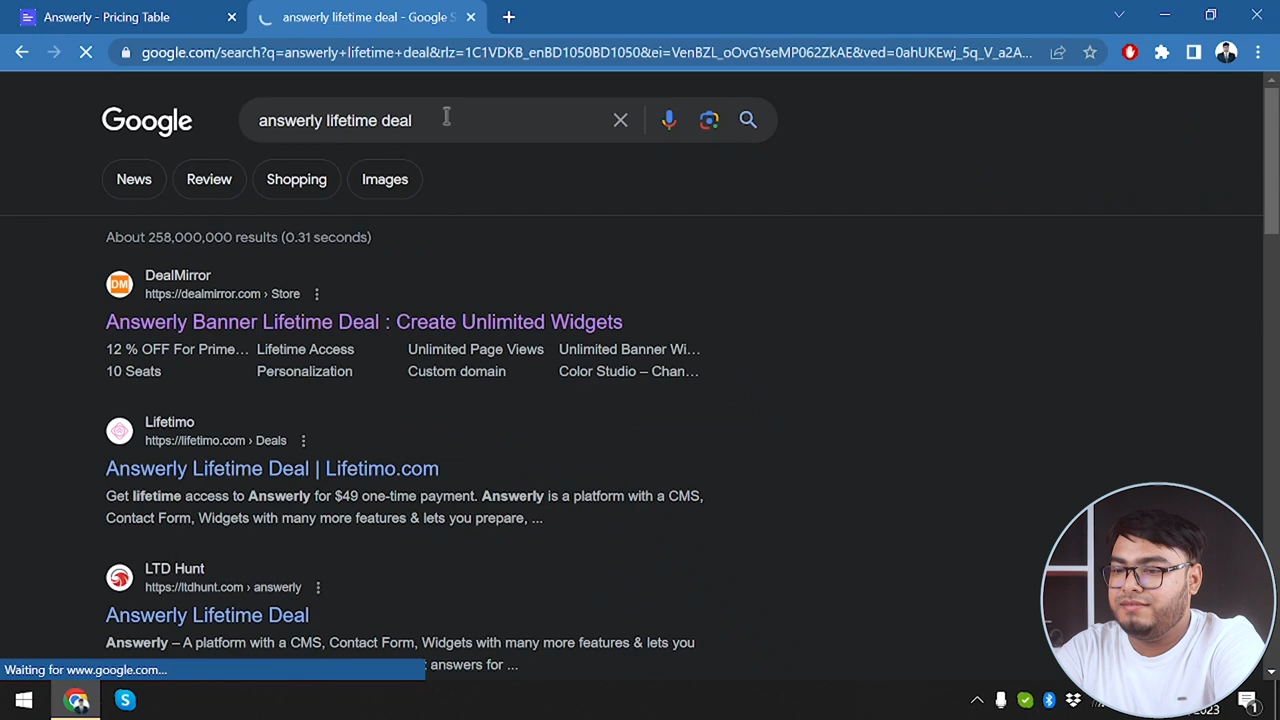 Answerly - Pricing Table
answerly lifetime deal - Google S
google.com/search?q=answerly+lifetime+deal&rlz=1C1VDKB_enBD1050BD1050&ei=VenBZL_oOvGYseMP062ZkAE&ved=0ahUKEwj_5q_V_a2A...
Google
answerly lifetime deal
News
Review
Shopping
Images
About 258,000,000 results (0.31 seconds)
DM
DealMirror
https://dealmirror.com › Store
Answerly Banner Lifetime Deal : Create Unlimited Widgets
12 % OFF For Prime... Lifetime Access Unlimited Page Views Unlimited Banner Wi...
10 Seats Personalization Custom domain Color Studio – Chan...
Lifetimo
https://lifetimo.com › Deals
Answerly Lifetime Deal | Lifetimo.com
Get lifetime access to Answerly for $49 one-time payment. Answerly is a platform with a CMS,
Contact Form, Widgets with many more features & lets you prepare, ...
LTD Hunt
https://ltdhunt.com › answerly
Answerly Lifetime Deal
Answerly – A platform with a CMS, Contact Form, Widgets with many more features & lets you
answers for ...
Waiting for www.google.com...
2023
1